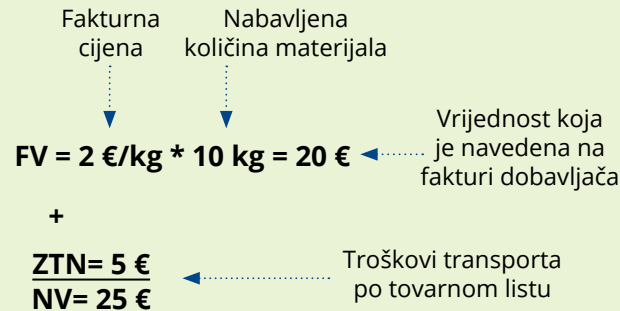 Fakturna
cijena
Nabavljena
količina materijala
FV = 2 €/kg * 10 kg = 20 €
Vrijednost koja
je navedena na
fakturi dobavljača
+
ZTN= 5 €
NV= 25 €
Troškovi transporta
po tovarnom listu